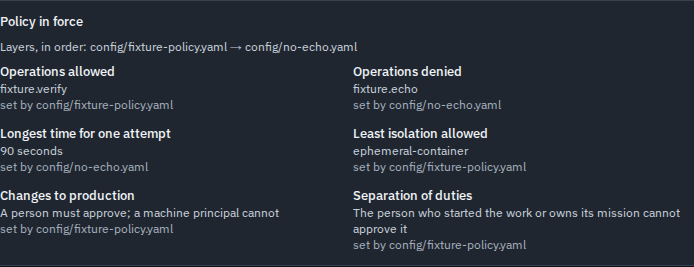 Policy in force
Layers, in order: config/fixture-policy.yaml → config/no-echo.yaml
Operations allowed
fixture.verify
set by config/fixture-policy.yaml
Operations denied
fixture.echo
set by config/no-echo.yaml
Longest time for one attempt
90 seconds
set by config/no-echo.yaml
Least isolation allowed
ephemeral-container
set by config/fixture-policy.yaml
Changes to production
A person must approve; a machine principal cannot
set by config/fixture-policy.yaml
Separation of duties
The person who started the work or owns its mission cannot
approve it
set by config/fixture-policy.yaml